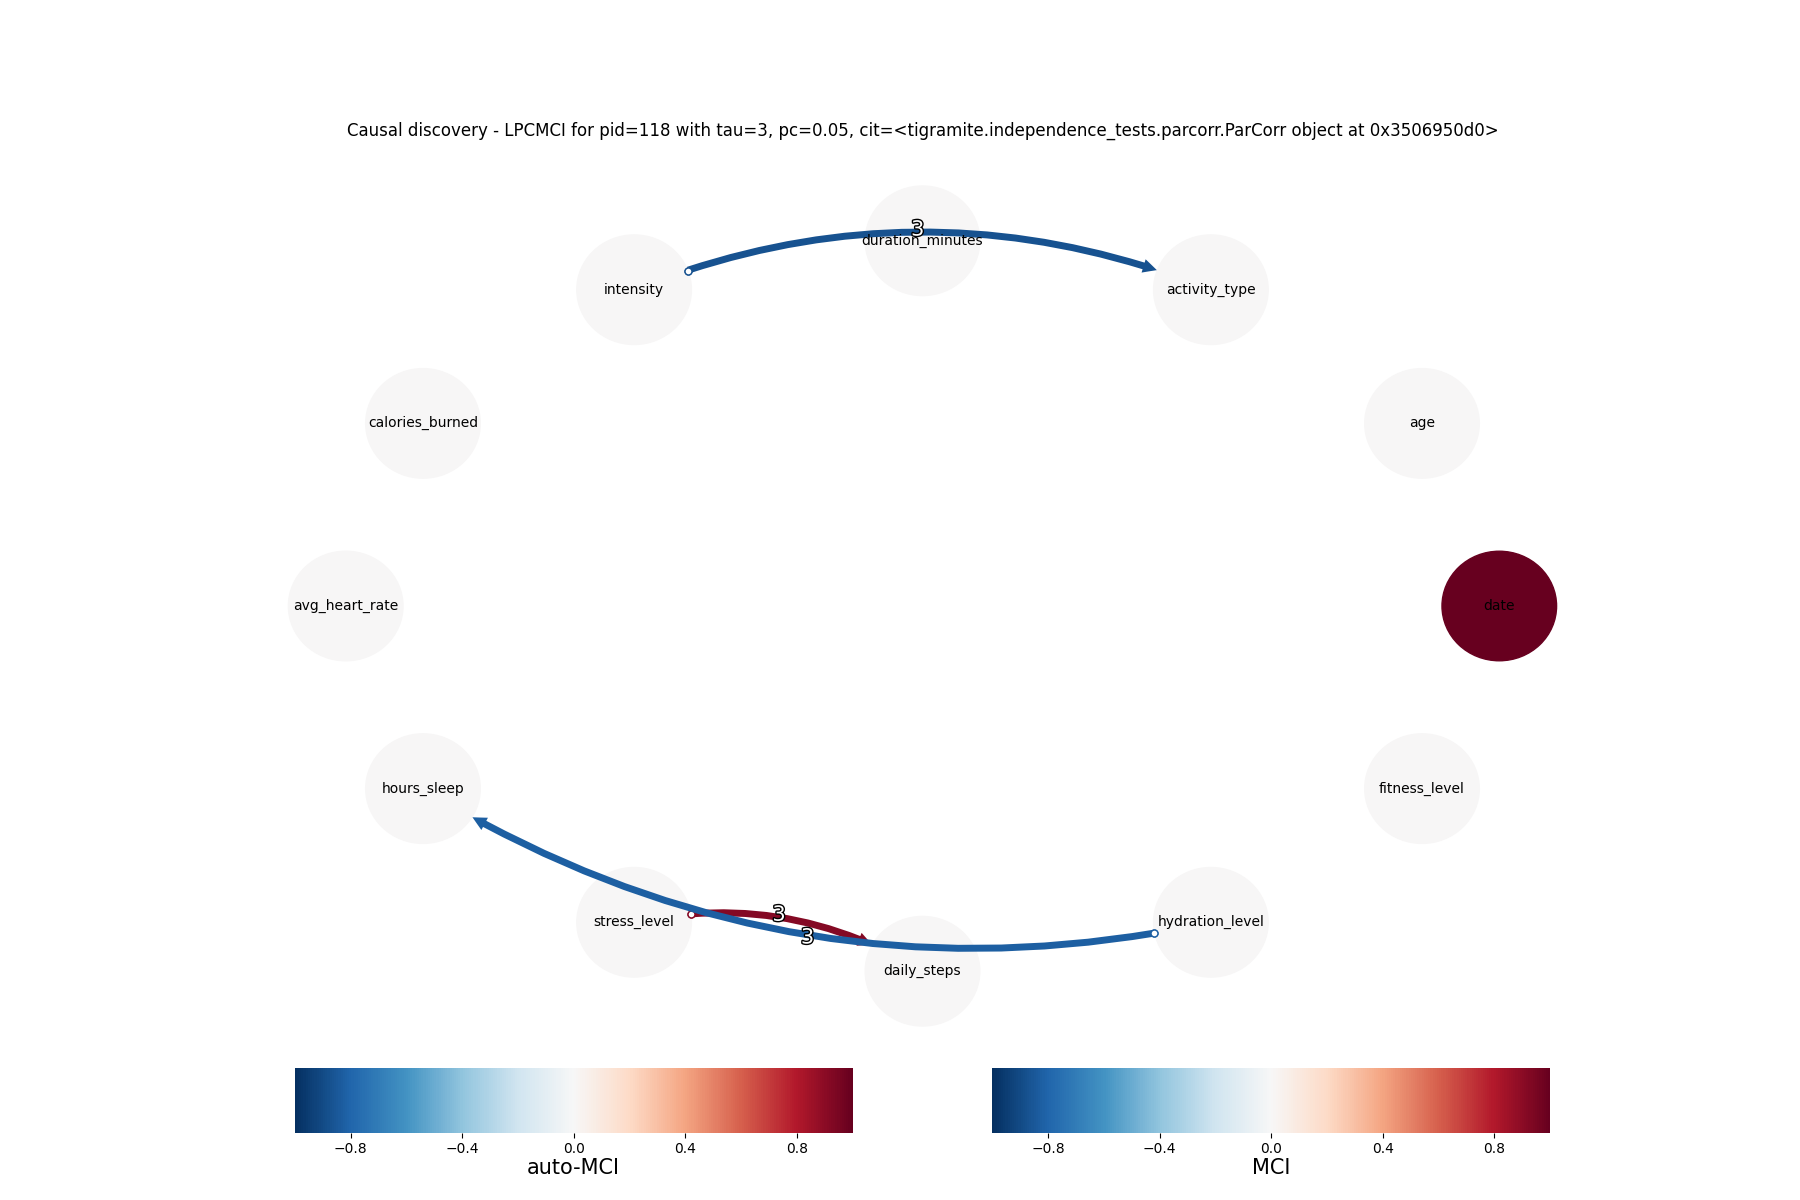 Causal discovery - LPCMCI for pid=118 with tau=3, pc=0.05, cit=<tigramite.independence_tests.parcorr.ParCorr object at 0x3506950d0>
3
duration_minutes
intensity
activity_type
calories_burned
age
avg_heart_rate
date
hours_sleep
fitness_level
3
stress_level
hydration_level
3
daily_steps
−0.8 −0.4 0.0 0.4 0.8
−0.8 −0.4 0.0 0.4 0.8
auto-MCI
MCI